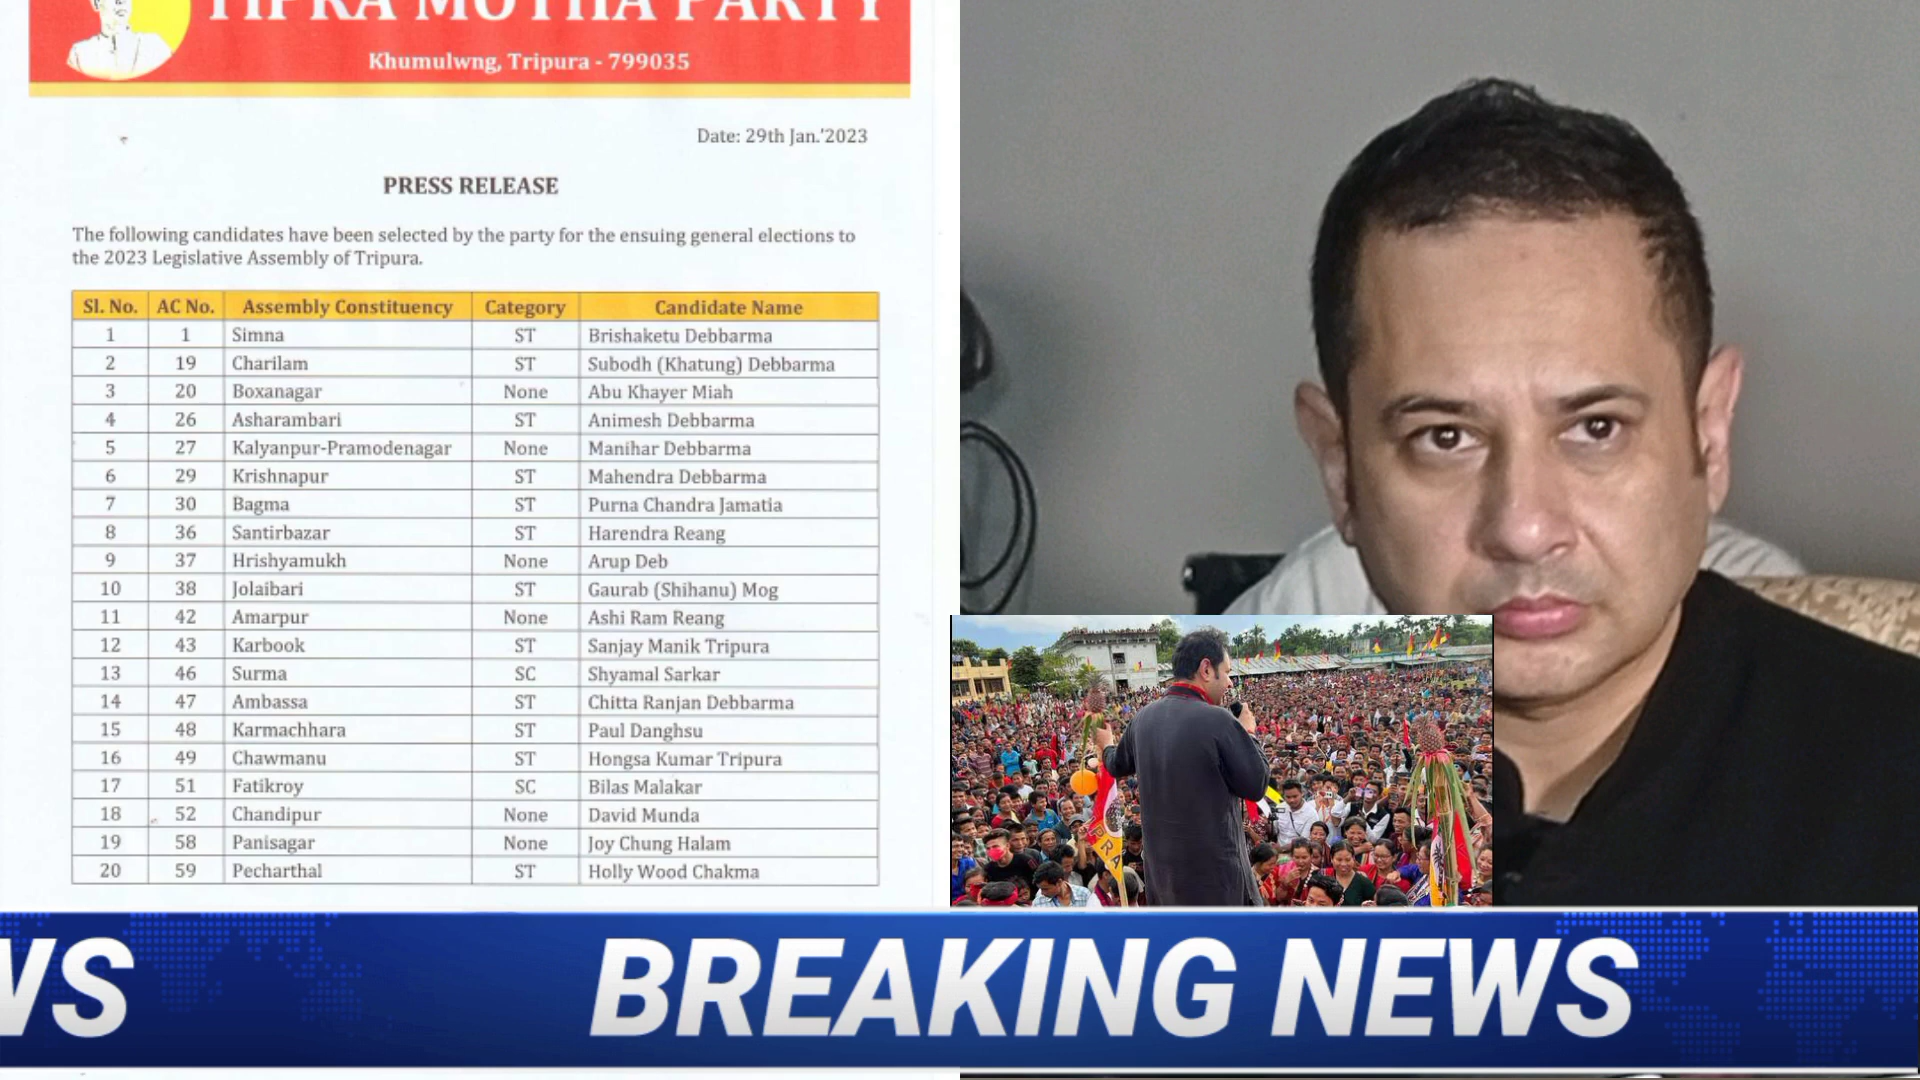 TIPRA MOTHA PARTY
Khumulwng, Tripura - 799035
Date: 29th Jan.'2023
PRESS RELEASE
The following candidates have been selected by the party for the ensuing general elections to
the 2023 Legislative Assembly of Tripura.
Sl. No. AC No. Assembly Constituency Category Candidate Name
1 1 Simna ST Brishaketu Debbarma
2 19 Charilam ST Subodh (Khatung) Debbarma
3 20 Boxanagar None Abu Khayer Miah
4 26 Asharambari ST Animesh Debbarma
5 27 Kalyanpur-Pramodenagar None Manihar Debbarma
6 29 Krishnapur ST Mahendra Debbarma
7 30 Bagma ST Purna Chandra Jamatia
8 36 Santirbazar ST Harendra Reang
9 37 Hrishyamukh None Arup Deb
10 38 Jolaibari ST Gaurab (Shihanu) Mog
11 42 Amarpur None Ashi Ram Reang
12 43 Karbook ST Sanjay Manik Tripura
13 46 Surma SC Shyamal Sarkar
14 47 Ambassa ST Chitta Ranjan Debbarma
15 48 Karmachhara ST Paul Danghsu
16 49 Chawmanu ST Hongsa Kumar Tripura
17 51 Fatikroy SC Bilas Malakar
18 52 Chandipur None David Munda
19 58 Panisagar None Joy Chung Halam
20 59 Pecharthal ST Holly Wood Chakma
PRA
WS BREAKING NEWS